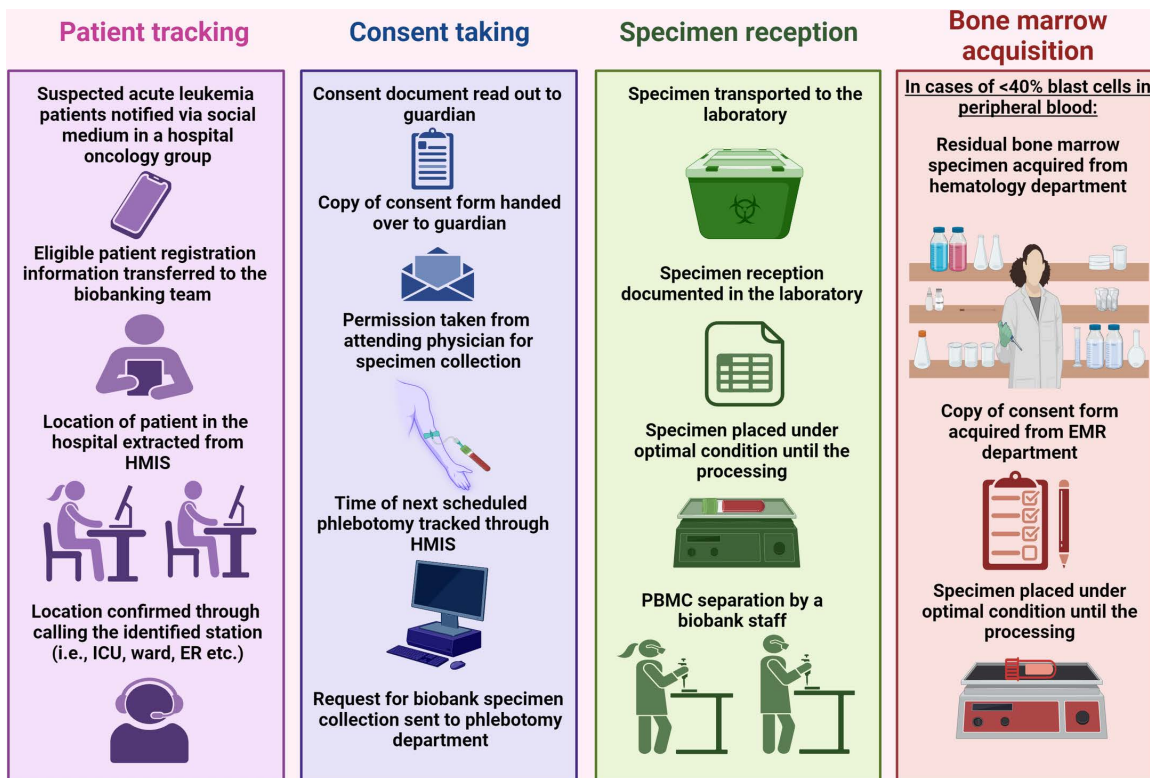 Patient tracking
Suspected acute leukemia
patients notified via social
medium in a hospital
oncology group
Eligible patient registration
information transferred to the
biobanking team
Location of patient in the
hospital extracted from
HMIS
Location confirmed through
calling the identified station
(i.e., ICU, ward, ER etc.)
Consent taking
Consent document read out to
guardian
Copy of consent form handed
over to guardian
Permission taken from
attending physician for
specimen collection
Time of next scheduled
phlebotomy tracked through
HMIS
Request for biobank specimen
collection sent to phlebotomy
department
Specimen reception
Specimen transported to the
laboratory
Specimen reception
documented in the laboratory
Specimen placed under
optimal condition until the
processing
PBMC separation by a
biobank staff
Bone marrow
acquisition
In cases of <40% blast cells in
peripheral blood:
Residual bone marrow
specimen acquired from
hematology department
Copy of consent form
acquired from EMR
department
Specimen placed under
optimal condition until the
processing